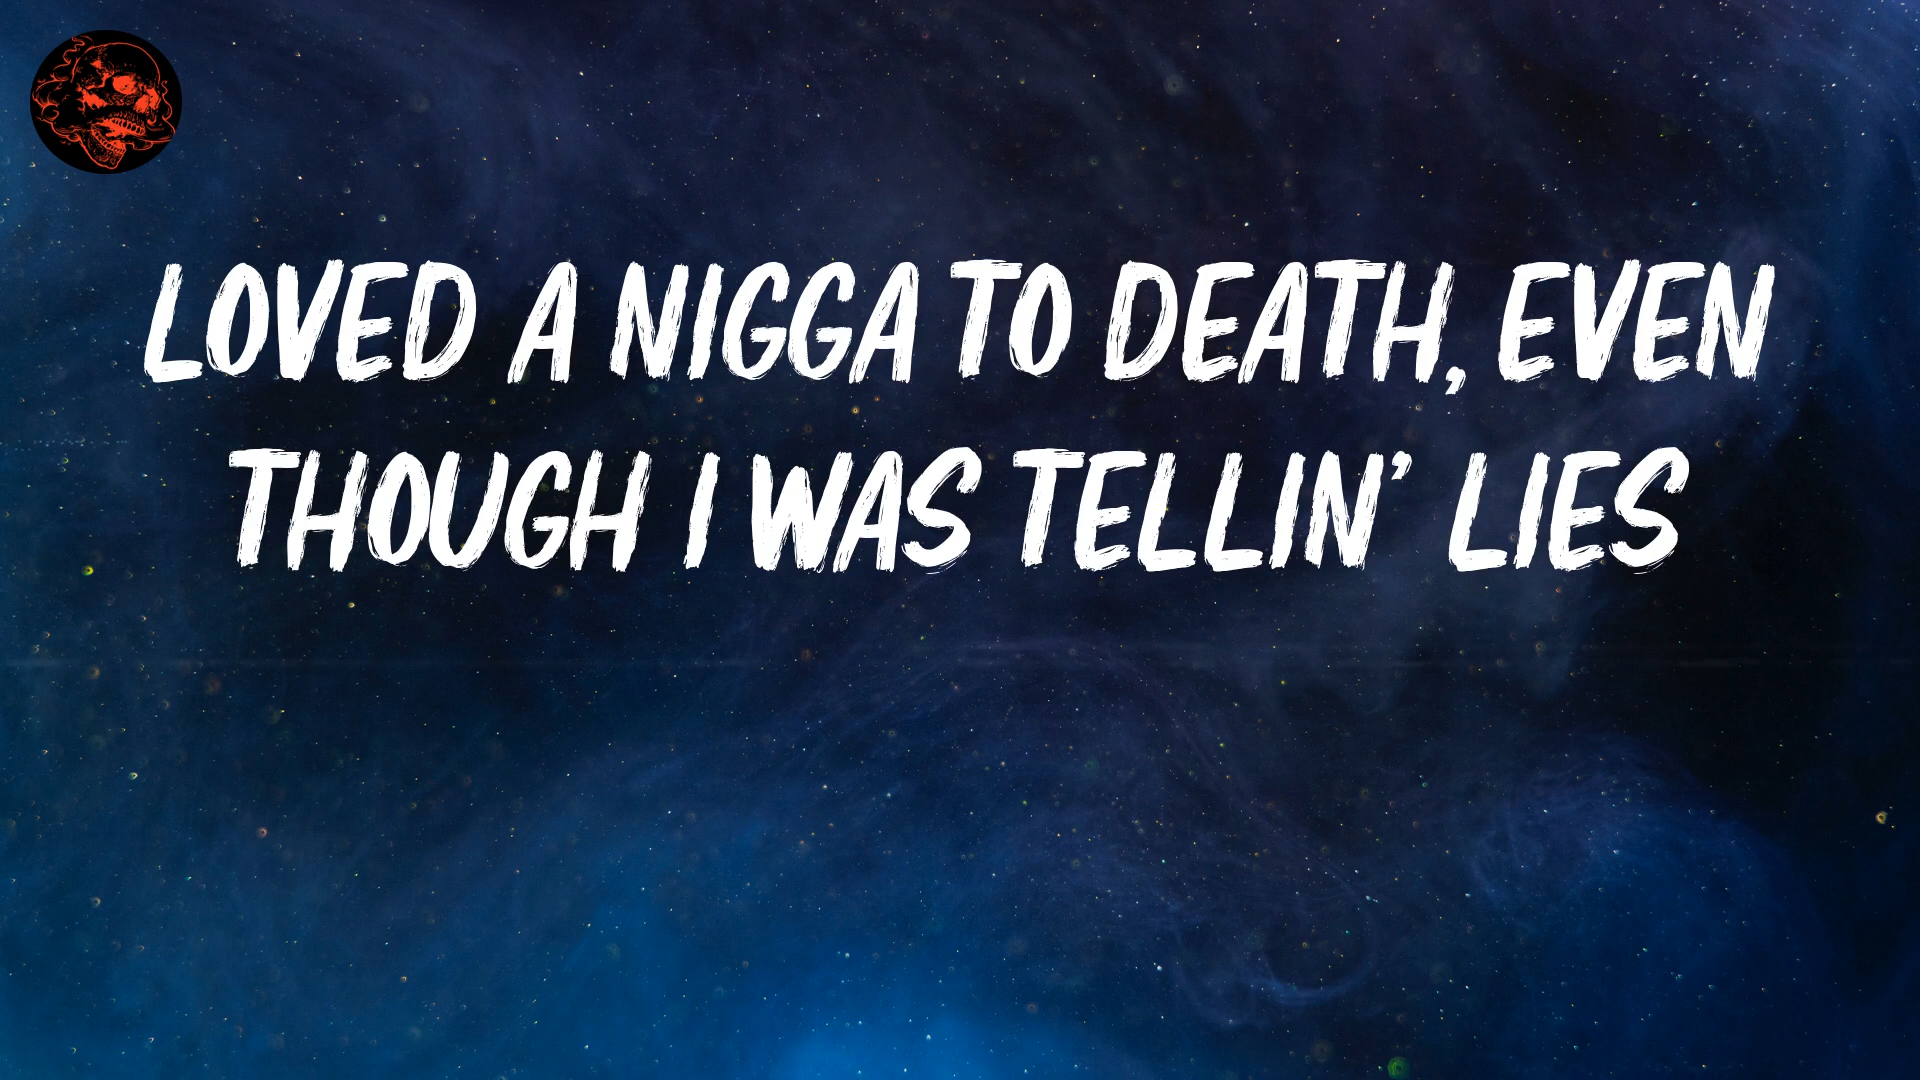 LOVED A NIGGA TO DEATH, EVEN
THOUGH I WAS TELLIN' LIES